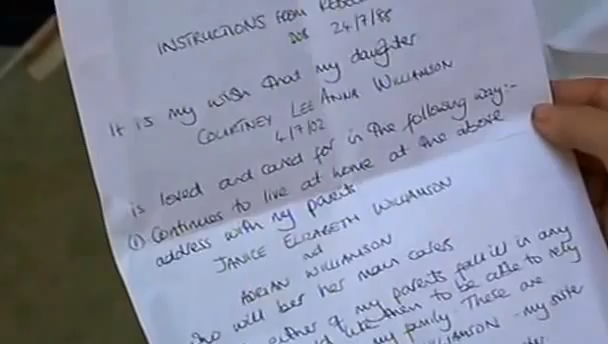 INSTRUCTIONS FROM
DOB 24/7/88
It is my wish that my daughter
COURTNEY LEE ANNA WILLIAMSON
4/7/02
is loved and cared for in the following way:-
① Continues to live at home at the above
address with my parents
JANICE ELIZABETH WILLIAMSON
and
ADRIAN WILLIAMSON
who will be her main carers
either of my parents fall ill in any
like them to be able to rely
my family. These are
WILLIAMSON - my sister